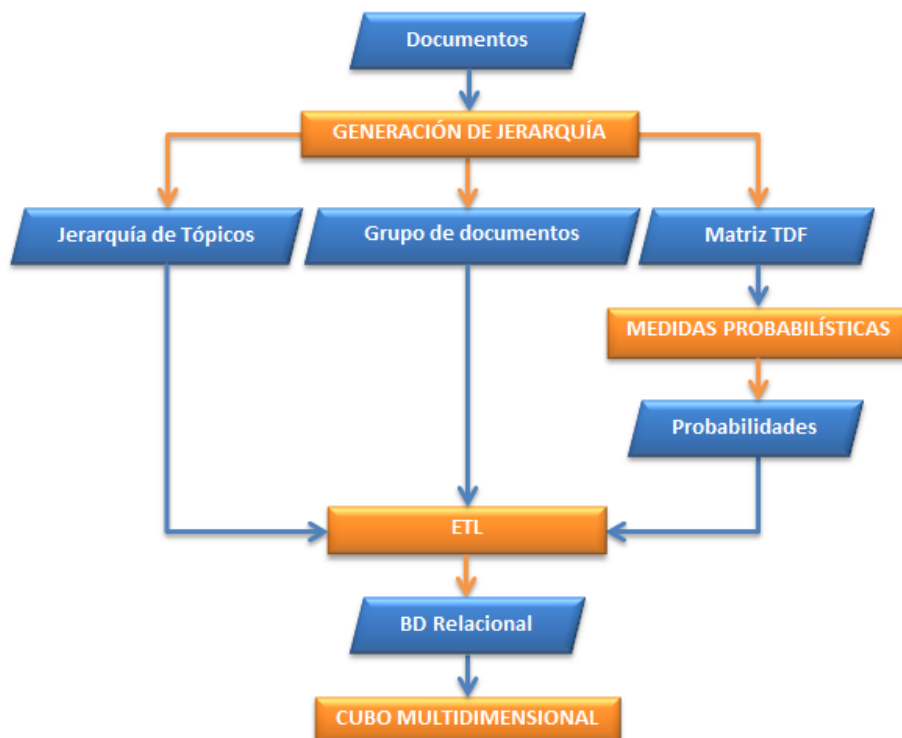 Documentos
GENERACIÓN DE JERARQUÍA
Jerarquía de Tópicos
Grupo de documentos
Matriz TDF
MEDIDAS PROBABILÍSTICAS
Probabilidades
ETL
BD Relacional
CUBO MULTIDIMENSIONAL